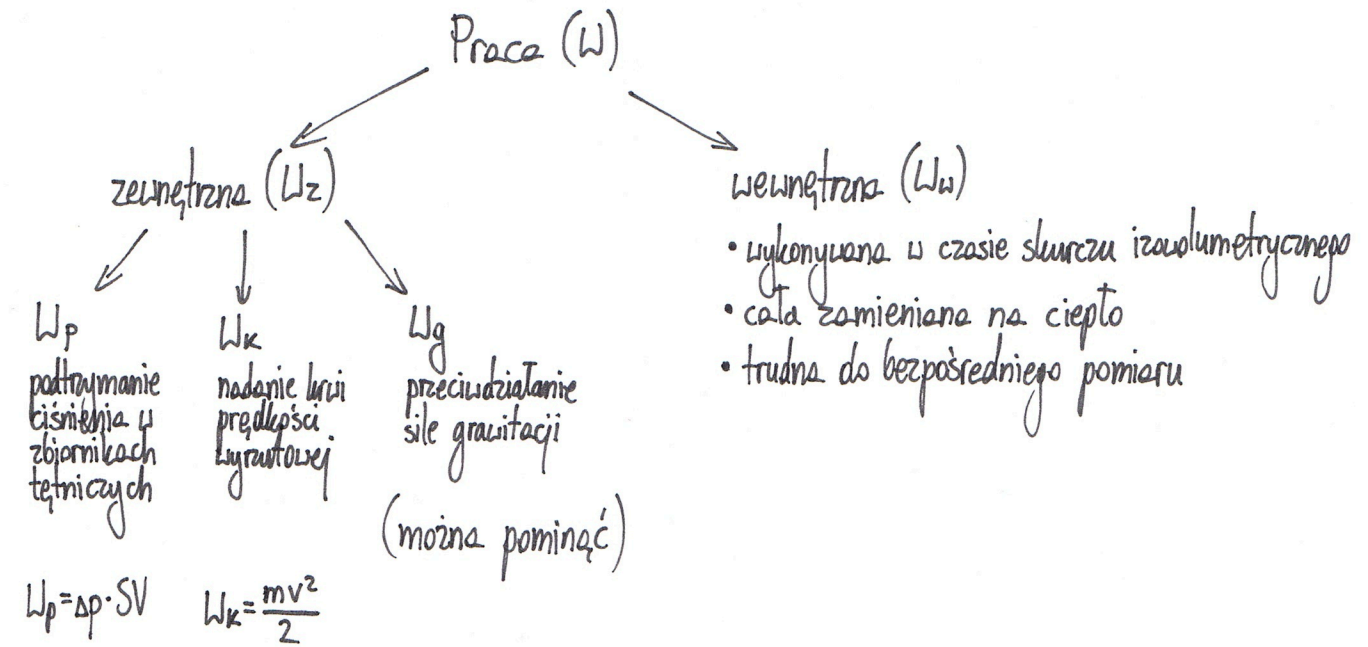 Praca (W)
zewnętrzna (Wz)
wewnętrzna (Ww)
• wykonywana w czasie skurczu izowolumetrycznego
• cała zamieniana na ciepło
• trudna do bezpośredniego pomiaru
Wp
podtrzymanie
ciśnienia w
zbiornikach
tętniczych
Wp=Δp·SV
Wk
nadanie krwi
prędkości
wyrzutowej
Wk=mv²/2
Wg
przeciwdziałanie
sile grawitacji
(można pominąć)